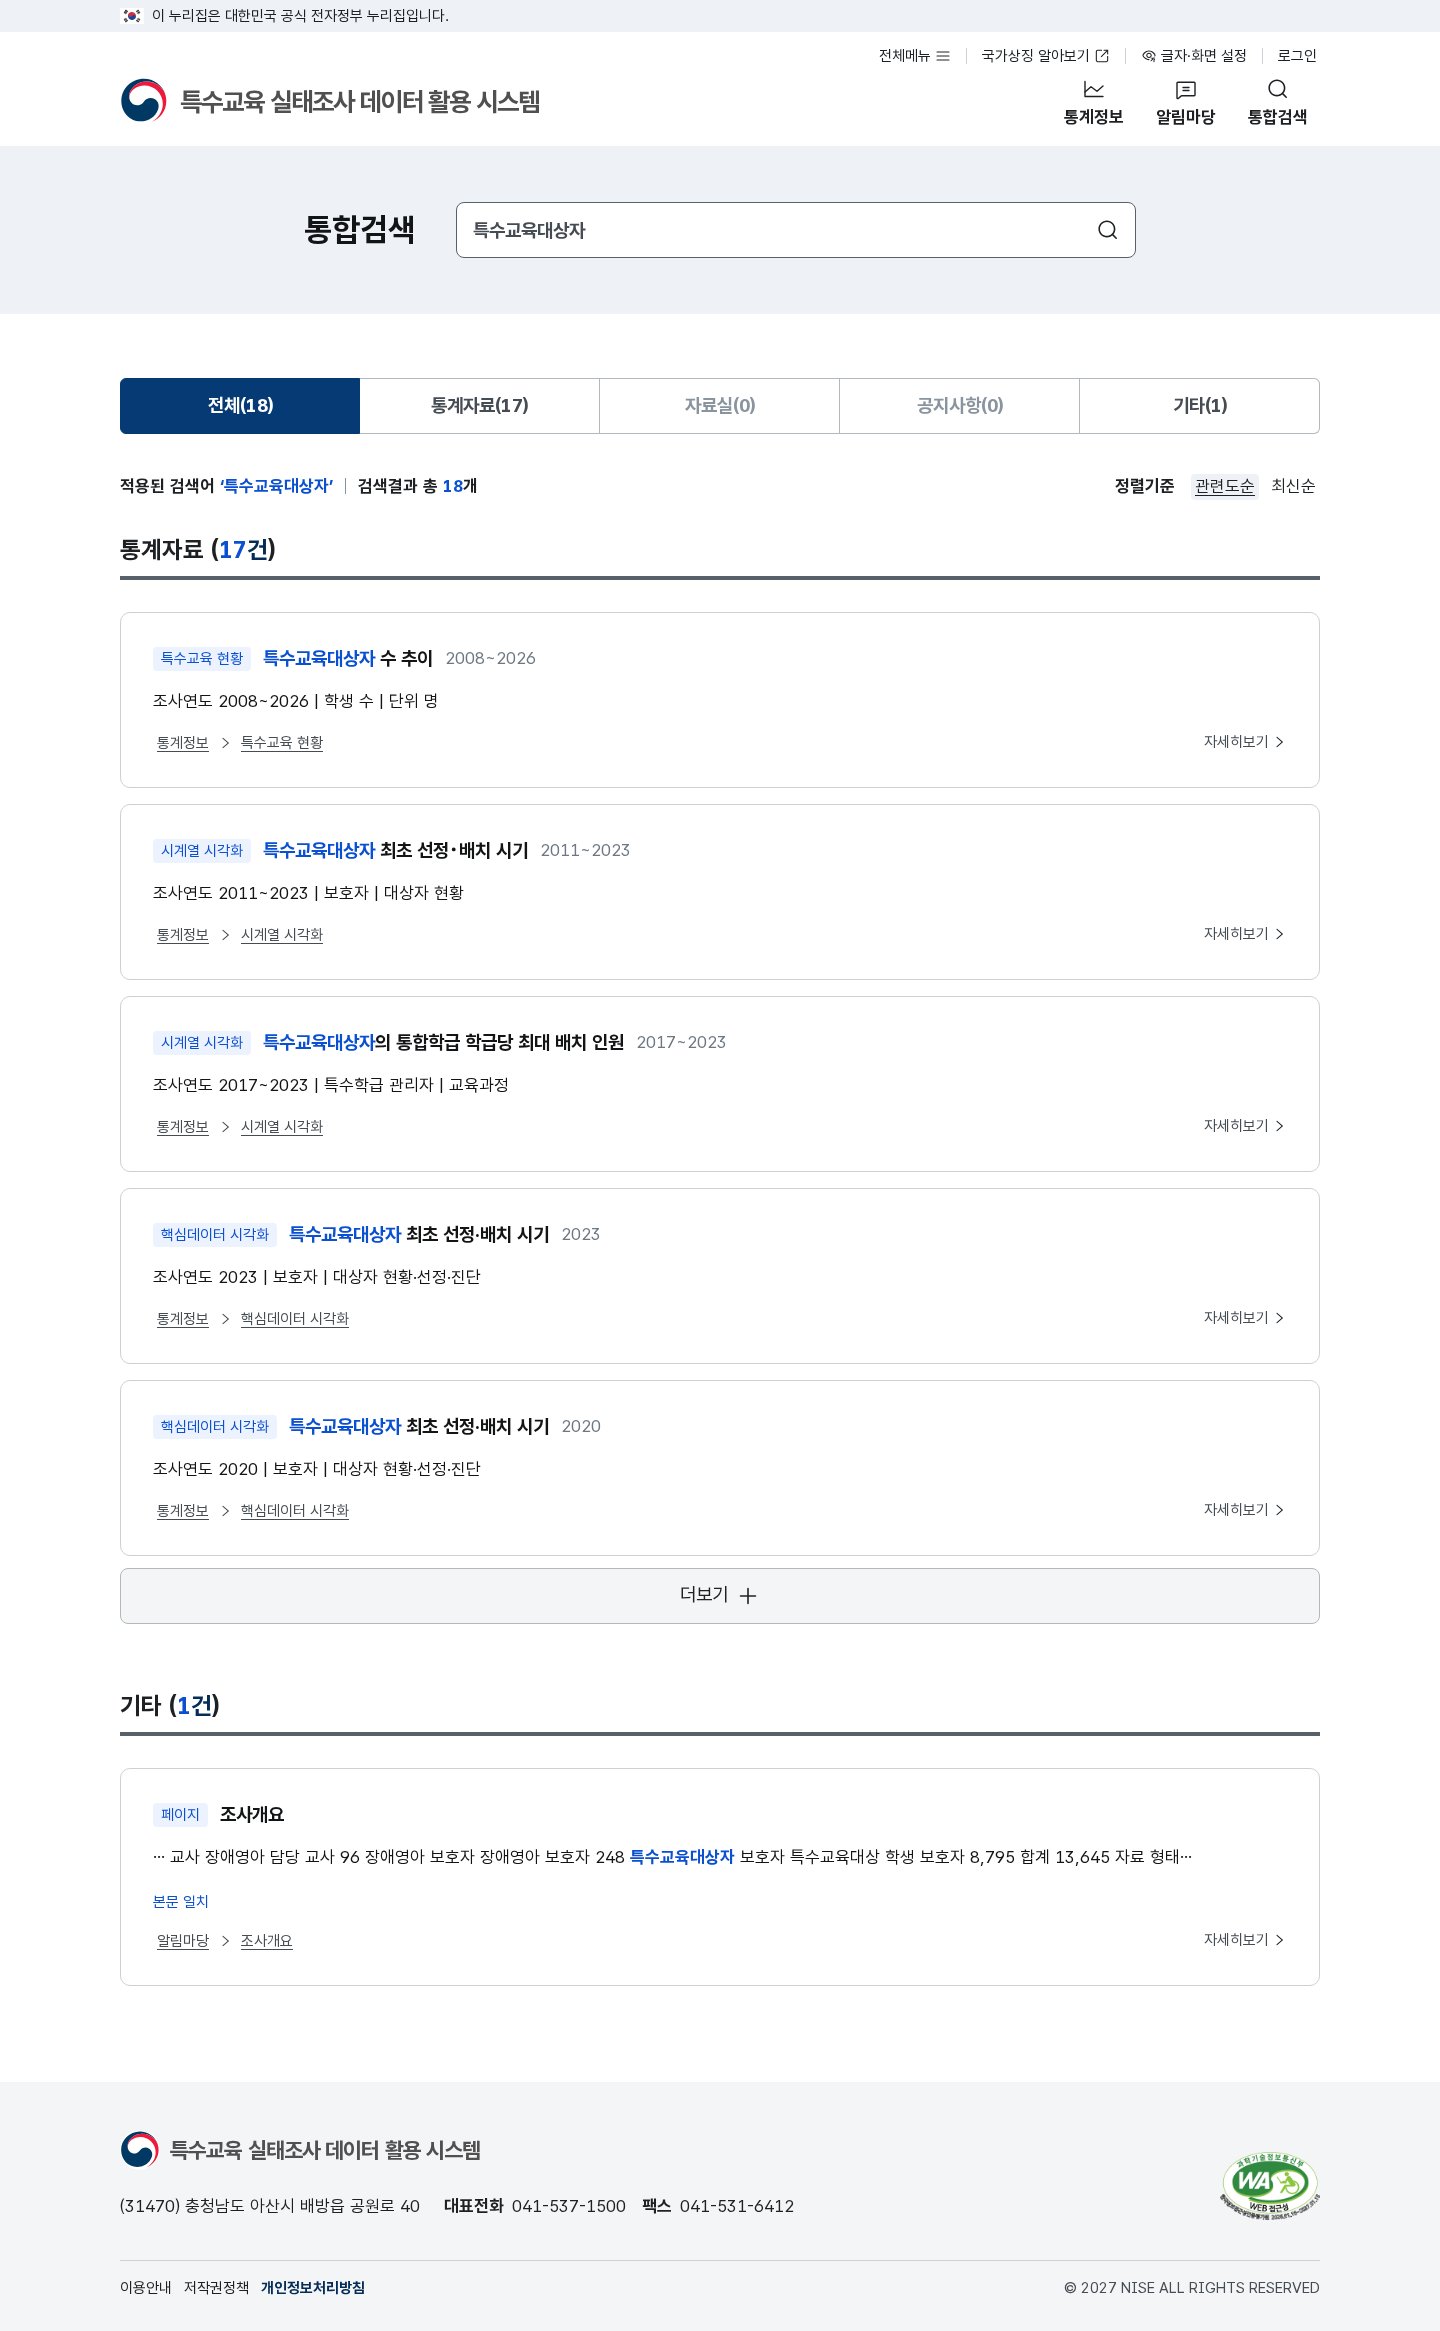 이 누리집은 대한민국 공식 전자정부 누리집입니다.
전체메뉴 국가상징 알아보기 글자·화면 설정 로그인
특수교육 실태조사 데이터 활용 시스템
통계정보 알림마당 통합검색
통합검색 특수교육대상자
전체(18) 통계자료(17) 자료실(0) 공지사항(0) 기타(1)
적용된 검색어 ‘특수교육대상자’ 검색결과 총 18개 정렬기준 관련도순 최신순
통계자료 (17건)
특수교육 현황 특수교육대상자 수 추이 2008~2026
조사연도 2008~2026 | 학생 수 | 단위 명
통계정보 > 특수교육 현황 자세히보기 >
시계열 시각화 특수교육대상자 최초 선정·배치 시기 2011~2023
조사연도 2011~2023 | 보호자 | 대상자 현황
통계정보 > 시계열 시각화 자세히보기 >
시계열 시각화 특수교육대상자의 통합학급 학급당 최대 배치 인원 2017~2023
조사연도 2017~2023 | 특수학급 관리자 | 교육과정
통계정보 > 시계열 시각화 자세히보기 >
핵심데이터 시각화 특수교육대상자 최초 선정·배치 시기 2023
조사연도 2023 | 보호자 | 대상자 현황·선정·진단
통계정보 > 핵심데이터 시각화 자세히보기 >
핵심데이터 시각화 특수교육대상자 최초 선정·배치 시기 2020
조사연도 2020 | 보호자 | 대상자 현황·선정·진단
통계정보 > 핵심데이터 시각화 자세히보기 >
더보기 +
기타 (1건)
페이지 조사개요
… 교사 장애영아 담당 교사 96 장애영아 보호자 장애영아 보호자 248 특수교육대상자 보호자 특수교육대상 학생 보호자 8,795 합계 13,645 자료 형태…
본문 일치
알림마당 > 조사개요 자세히보기 >
특수교육 실태조사 데이터 활용 시스템
과학기술정보통신부
WA
WEB 접근성
(31470) 충청남도 아산시 배방읍 공원로 40 대표전화 041-537-1500 팩스 041-531-6412
이용안내 저작권정책 개인정보처리방침 © 2027 NISE ALL RIGHTS RESERVED